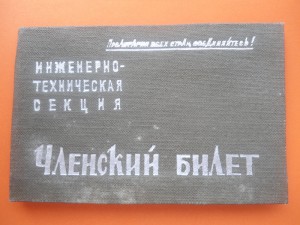 Пролетарии всех стран, соединяйтесь!
ИНЖЕНЕРНО-
ТЕХНИЧЕСКАЯ
СЕКЦИЯ
ЧЛЕНСКИЙ БИЛЕТ